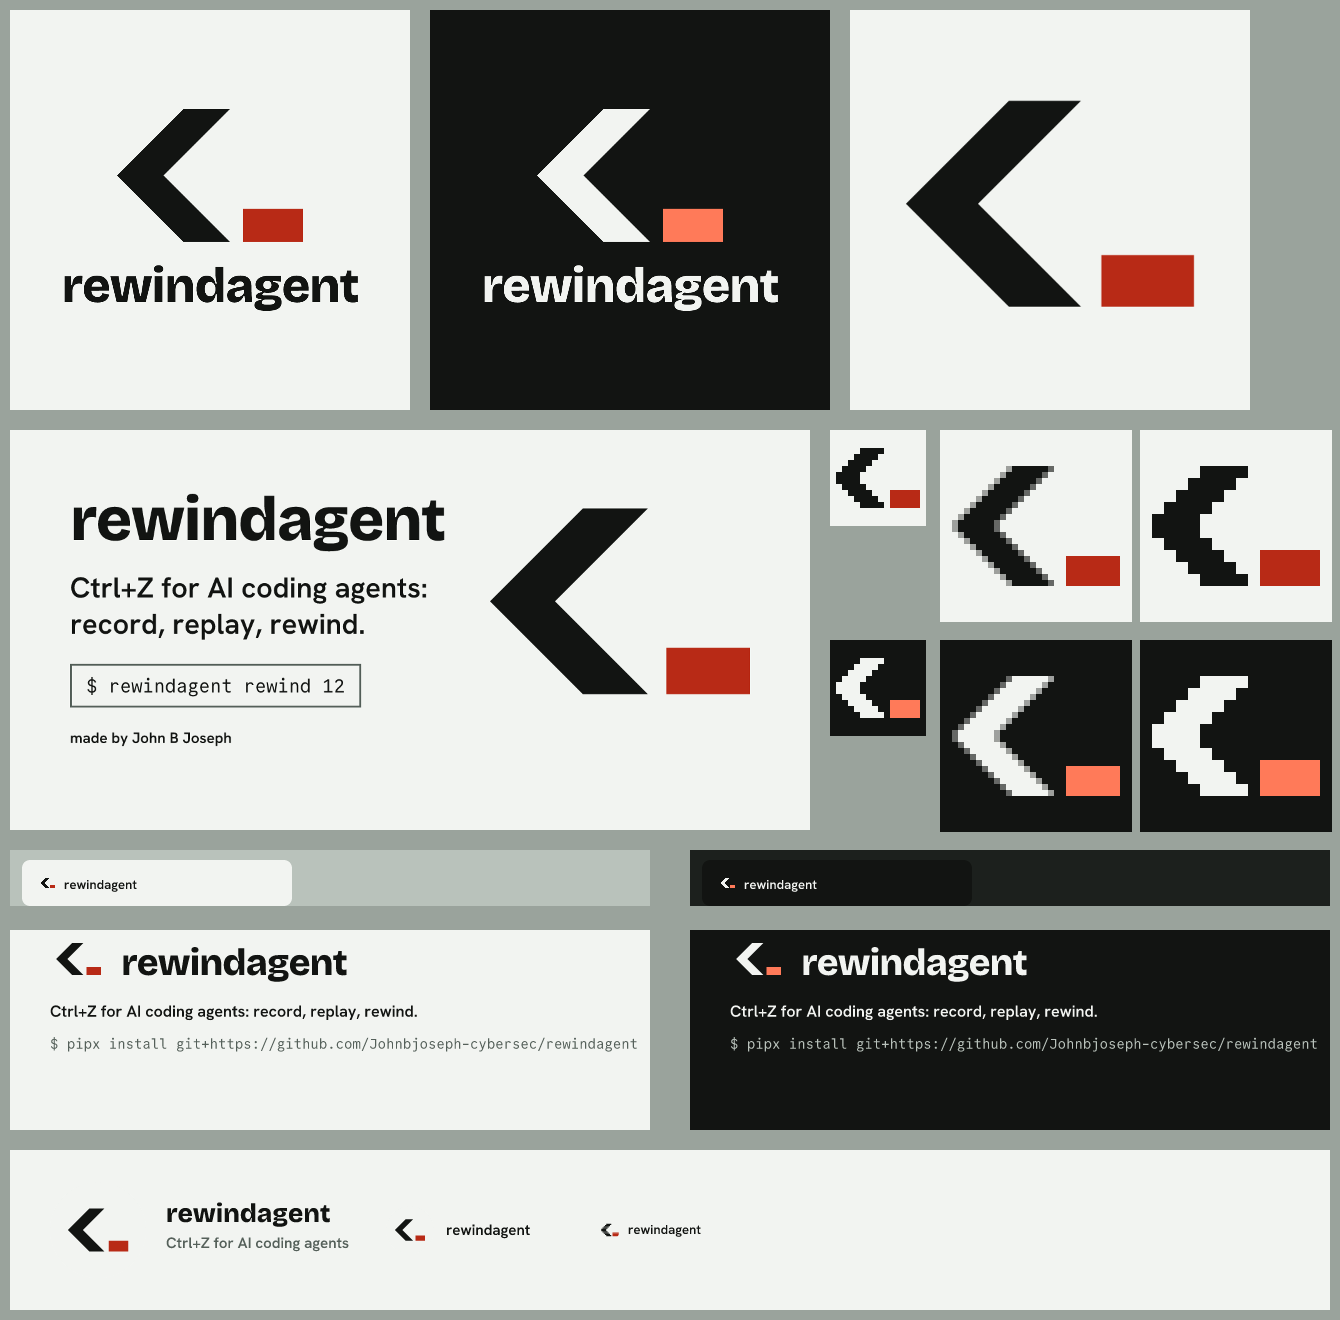 rewindagent
rewindagent
rewindagent
Ctrl+Z for AI coding agents:
record, replay, rewind.
$ rewindagent rewind 12
made by John B Joseph
rewindagent
rewindagent
rewindagent
Ctrl+Z for AI coding agents: record, replay, rewind.
$ pipx install git+https://github.com/Johnbjoseph-cybersec/rewindagent
rewindagent
Ctrl+Z for AI coding agents: record, replay, rewind.
$ pipx install git+https://github.com/Johnbjoseph-cybersec/rewindagent
rewindagent
Ctrl+Z for AI coding agents
rewindagent
rewindagent